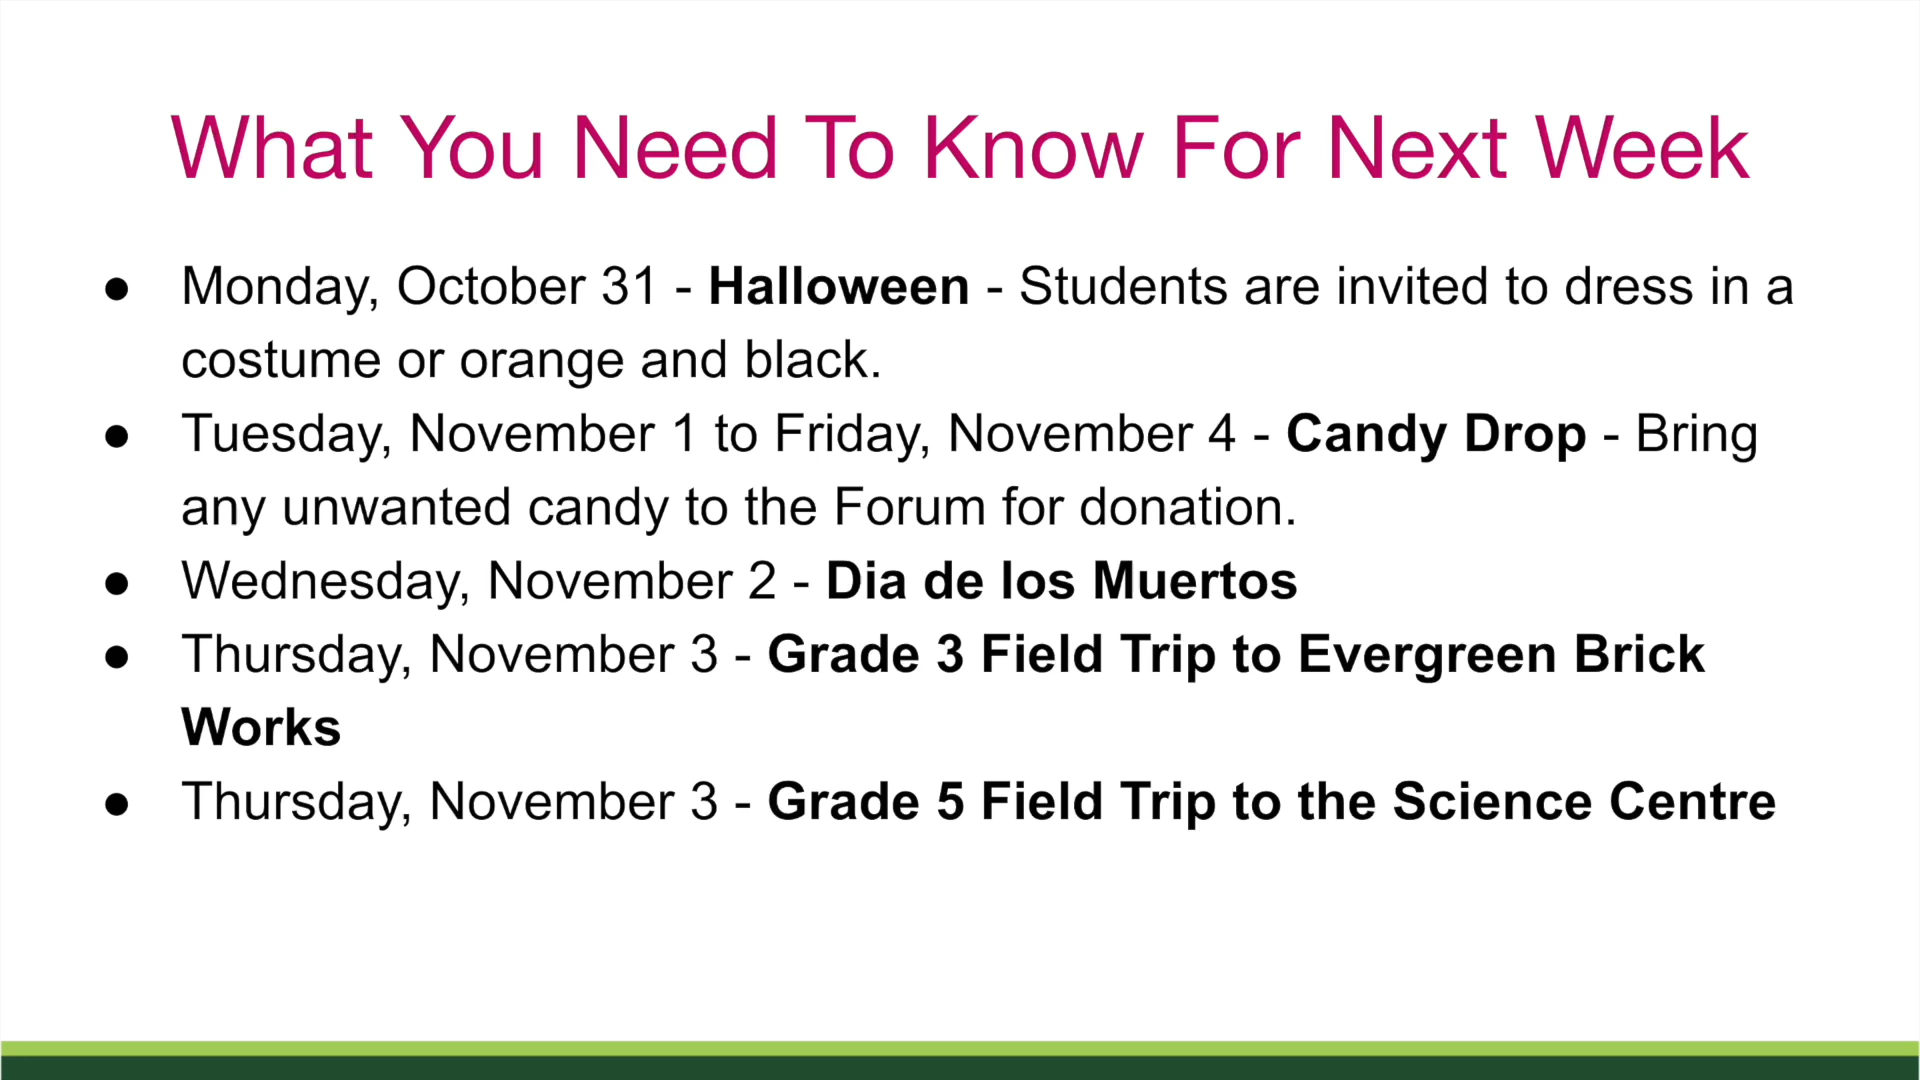 What You Need To Know For Next Week
● Monday, October 31 - Halloween - Students are invited to dress in a
costume or orange and black.
● Tuesday, November 1 to Friday, November 4 - Candy Drop - Bring
any unwanted candy to the Forum for donation.
● Wednesday, November 2 - Dia de los Muertos
● Thursday, November 3 - Grade 3 Field Trip to Evergreen Brick
Works
● Thursday, November 3 - Grade 5 Field Trip to the Science Centre